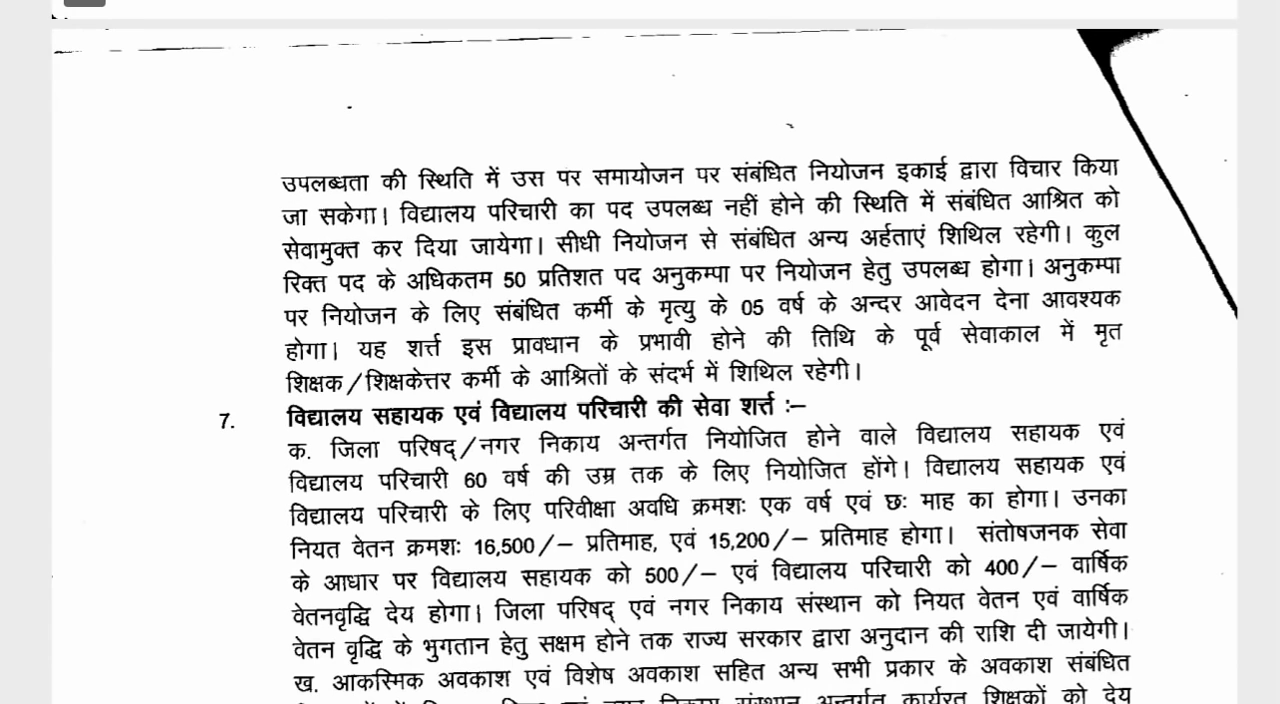 उपलब्धता की स्थिति में उस पर समायोजन पर संबंधित नियोजन इकाई द्वारा विचार किया
जा सकेगा। विद्यालय परिचारी का पद उपलब्ध नहीं होने की स्थिति में संबंधित आश्रित को
सेवामुक्त कर दिया जायेगा। सीधी नियोजन से संबंधित अन्य अर्हताएं शिथिल रहेगी। कुल
रिक्त पद के अधिकतम 50 प्रतिशत पद अनुकम्पा पर नियोजन हेतु उपलब्ध होगा। अनुकम्पा
पर नियोजन के लिए संबंधित कर्मी के मृत्यु के 05 वर्ष के अन्दर आवेदन देना आवश्यक
होगा। यह शर्त्त इस प्रावधान के प्रभावी होने की तिथि के पूर्व सेवाकाल में मृत
शिक्षक/शिक्षकेत्तर कर्मी के आश्रितों के संदर्भ में शिथिल रहेगी।
7. विद्यालय सहायक एवं विद्यालय परिचारी की सेवा शर्त्त :–
क. जिला परिषद्/नगर निकाय अन्तर्गत नियोजित होने वाले विद्यालय सहायक एवं
विद्यालय परिचारी 60 वर्ष की उम्र तक के लिए नियोजित होंगे। विद्यालय सहायक एवं
विद्यालय परिचारी के लिए परिवीक्षा अवधि क्रमशः एक वर्ष एवं छः माह का होगा। उनका
नियत वेतन क्रमशः 16,500/– प्रतिमाह, एवं 15,200/– प्रतिमाह होगा। संतोषजनक सेवा
के आधार पर विद्यालय सहायक को 500/– एवं विद्यालय परिचारी को 400/– वार्षिक
वेतनवृद्धि देय होगा। जिला परिषद् एवं नगर निकाय संस्थान को नियत वेतन एवं वार्षिक
वेतन वृद्धि के भुगतान हेतु सक्षम होने तक राज्य सरकार द्वारा अनुदान की राशि दी जायेगी।
ख. आकस्मिक अवकाश एवं विशेष अवकाश सहित अन्य सभी प्रकार के अवकाश संबंधित
निकाय संस्थान अन्तर्गत कार्यरत शिक्षकों को देय